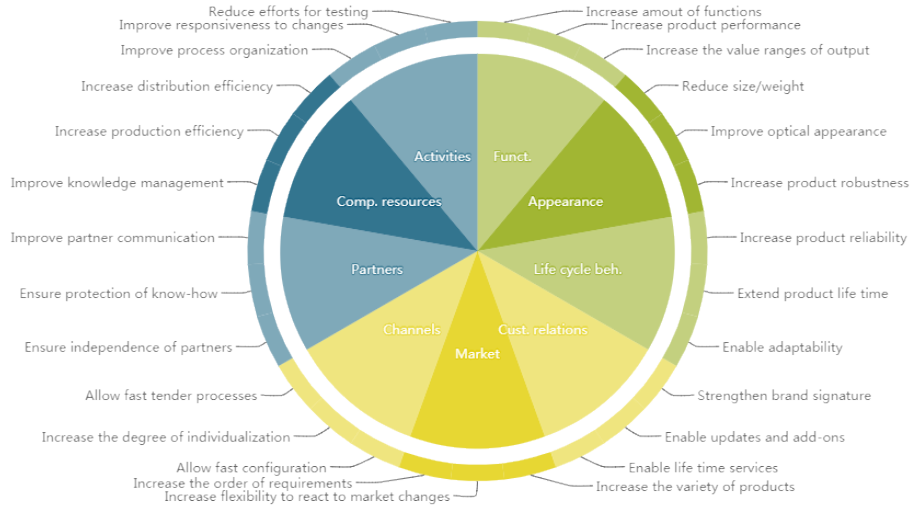 Reduce efforts for testing
Increase amout of functions
Improve responsiveness to changes
Increase product performance
Improve process organization
Increase the value ranges of output
Increase distribution efficiency
Reduce size/weight
Increase production efficiency
Improve optical appearance
Activities
Funct.
Improve knowledge management
Increase product robustness
Comp. resources
Appearance
Improve partner communication
Increase product reliability
Partners
Life cycle beh.
Ensure protection of know-how
Extend product life time
Channels
Cust. relations
Ensure independence of partners
Market
Enable adaptability
Allow fast tender processes
Strengthen brand signature
Increase the degree of individualization
Enable updates and add-ons
Allow fast configuration
Enable life time services
Increase the order of requirements
Increase the variety of products
Increase flexibility to react to market changes